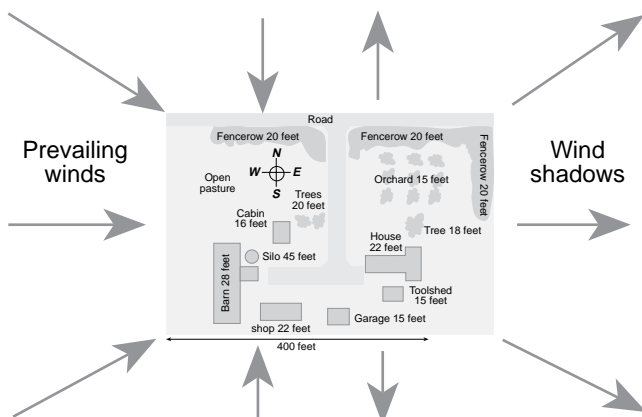 Road
Fencerow 20 feet
Fencerow 20 feet
Fencerow 20 feet
Prevailing
winds
Wind
shadows
N
W
E
S
Open
pasture
Orchard 15 feet
Trees
20 feet
Cabin
16 feet
Tree 18 feet
House
22 feet
Silo 45 feet
Barn 28 feet
Toolshed
15 feet
shop 22 feet
Garage 15 feet
400 feet